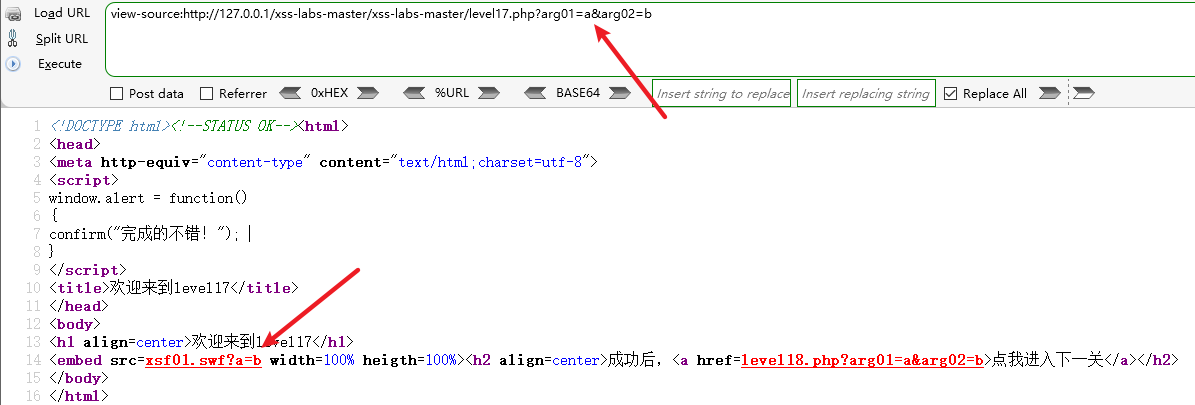 Load URL view-source:http://127.0.0.1/xss-labs-master/xss-labs-master/level17.php?arg01=a&arg02=b
Split URL
Execute
Post data Referrer 0xHEX %URL BASE64 Insert string to replace Insert replacing string Replace All
1 <!DOCTYPE html><!--STATUS OK--><html>
2 <head>
3 <meta http-equiv="content-type" content="text/html;charset=utf-8">
4 <script>
5 window.alert = function()
6 {
7 confirm("完成的不错！");
8 }
9 </script>
10 <title>欢迎来到level17</title>
11 </head>
12 <body>
13 <h1 align=center>欢迎来到level17</h1>
14 <embed src=xsf01.swf?a=b width=100% heigth=100%><h2 align=center>成功后，<a href=level18.php?arg01=a&arg02=b>点我进入下一关</a></h2>
15 </body>
16 </html>